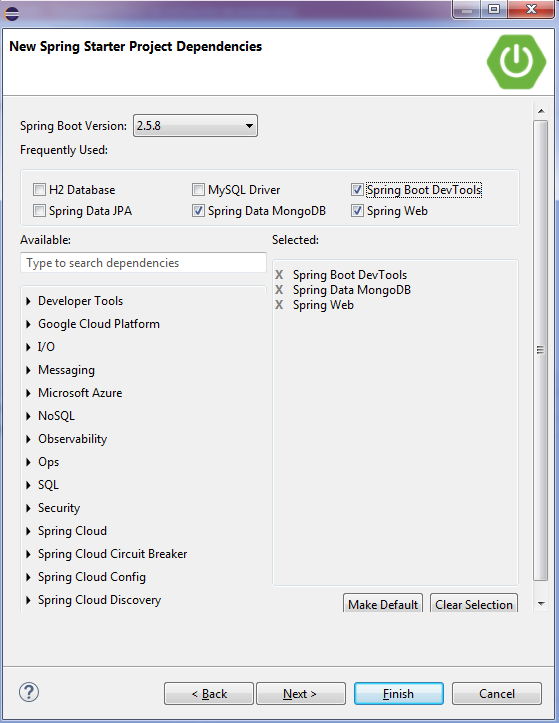 New Spring Starter Project Dependencies
Spring Boot Version: 2.5.8
Frequently Used:
H2 Database MySQL Driver Spring Boot DevTools
Spring Data JPA Spring Data MongoDB Spring Web
Available: Selected:
Type to search dependencies
X Spring Boot DevTools
X Spring Data MongoDB
X Spring Web
Developer Tools
Google Cloud Platform
I/O
Messaging
Microsoft Azure
NoSQL
Observability
Ops
SQL
Security
Spring Cloud
Spring Cloud Circuit Breaker
Spring Cloud Config
Spring Cloud Discovery
Make Default Clear Selection
? < Back Next > Finish Cancel